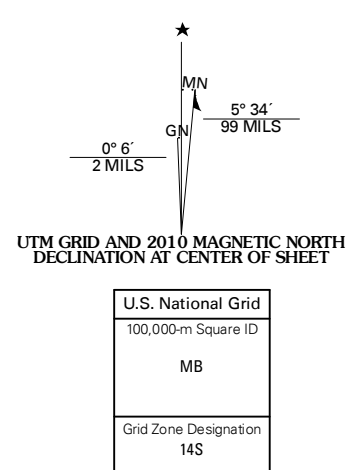 MN
5° 34´
99 MILS
GN
0° 6´
2 MILS
UTM GRID AND 2010 MAGNETIC NORTH
DECLINATION AT CENTER OF SHEET
U.S. National Grid
100,000-m Square ID
MB
Grid Zone Designation
14S